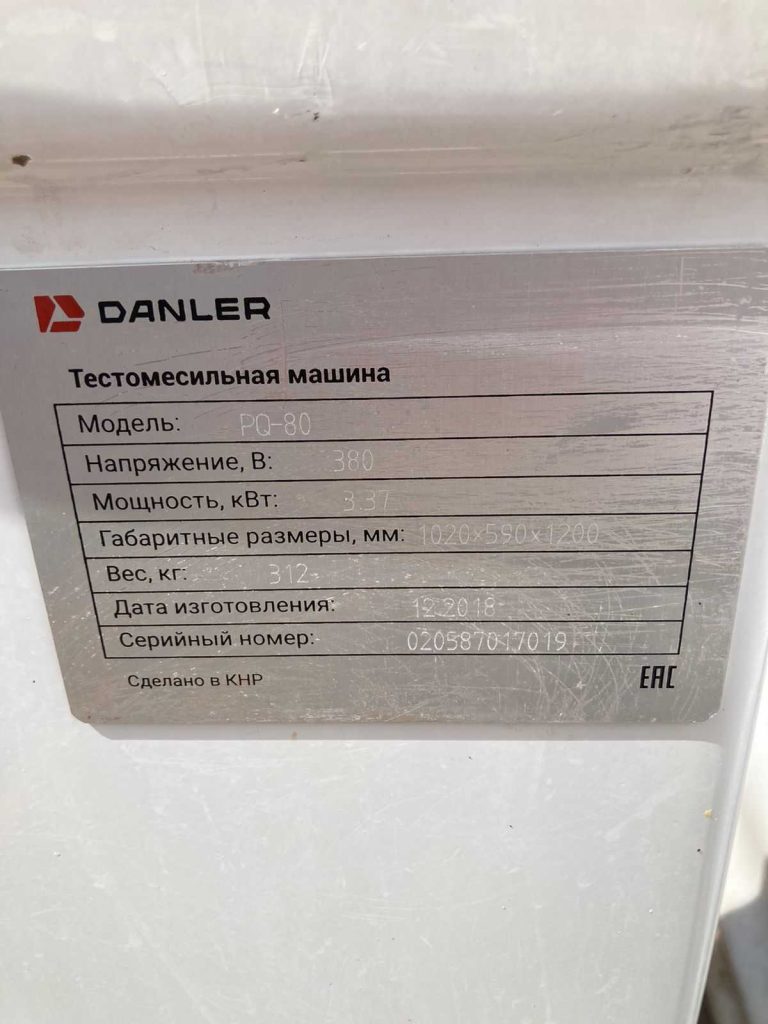 DANLER
Тестомесильная машина
Модель: PQ-80
Напряжение, В: 380
Мощность, кВт: 3.37
Габаритные размеры, мм: 1020×590×1200
Вес, кг: 312
Дата изготовления: 12.2018
Серийный номер: 020587017019
Сделано в КНР
EAC